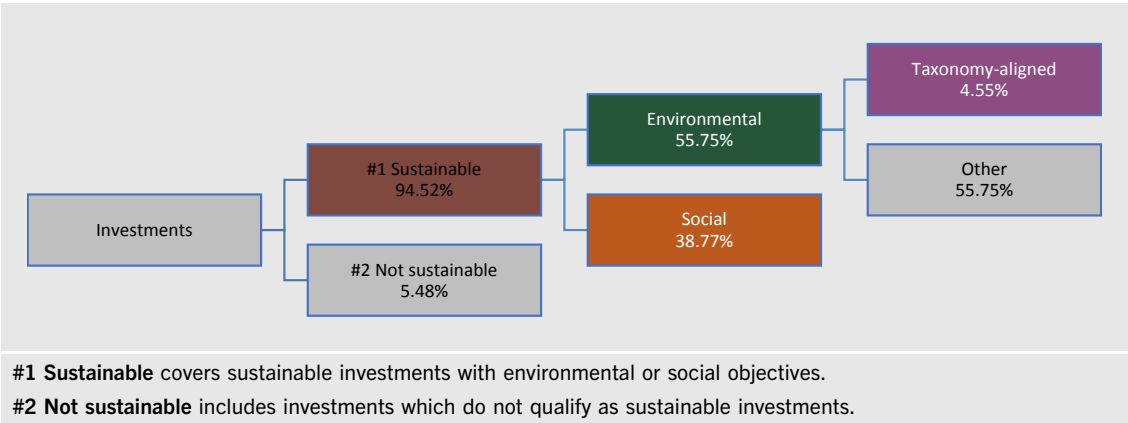 Investments
#1 Sustainable
94.52%
#2 Not sustainable
5.48%
Environmental
55.75%
Social
38.77%
Taxonomy-aligned
4.55%
Other
55.75%
#1 Sustainable covers sustainable investments with environmental or social objectives.
#2 Not sustainable includes investments which do not qualify as sustainable investments.